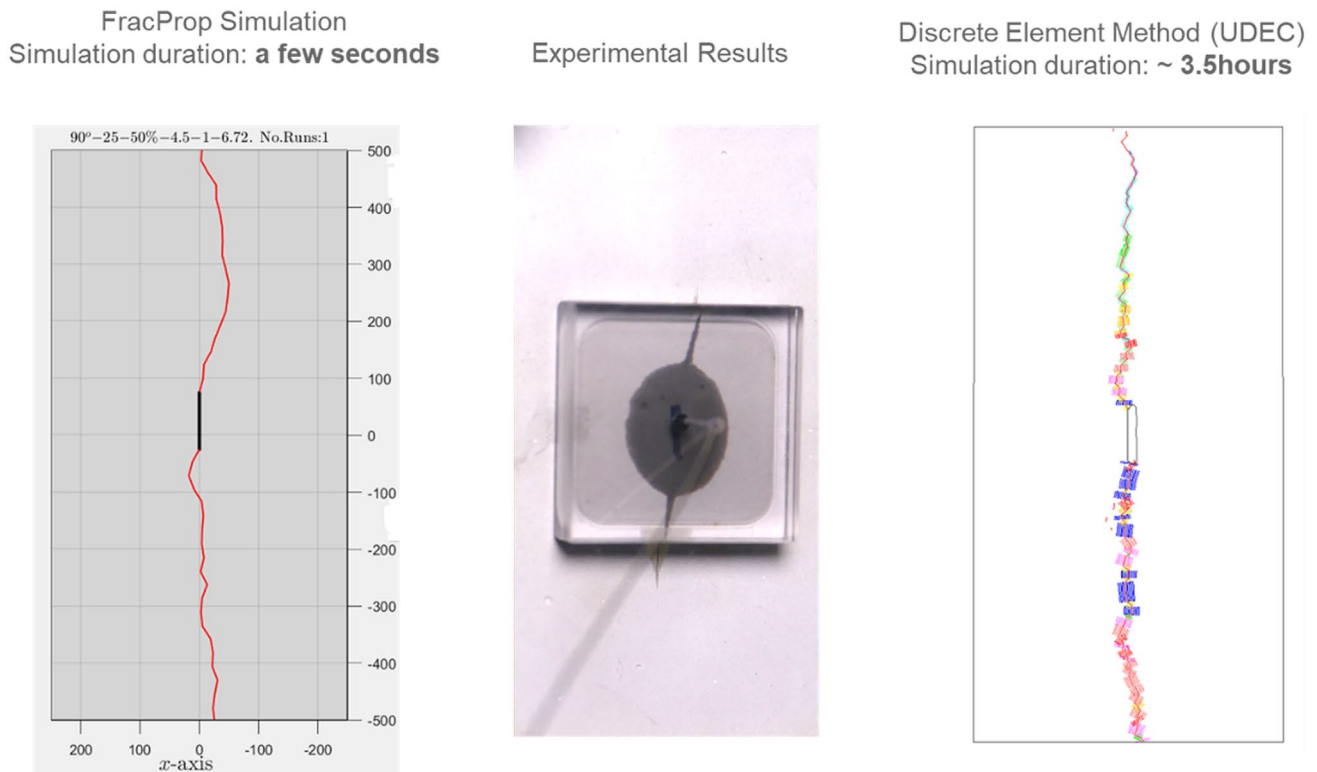 FracProp Simulation
Simulation duration: a few seconds
Experimental Results
Discrete Element Method (UDEC)
Simulation duration: ~ 3.5hours
90°−25−50%−4.5−1−6.72. No.Runs:1
500
400
300
200
100
0
-100
-200
-300
-400
-500
200 100 0 -100 -200
x-axis